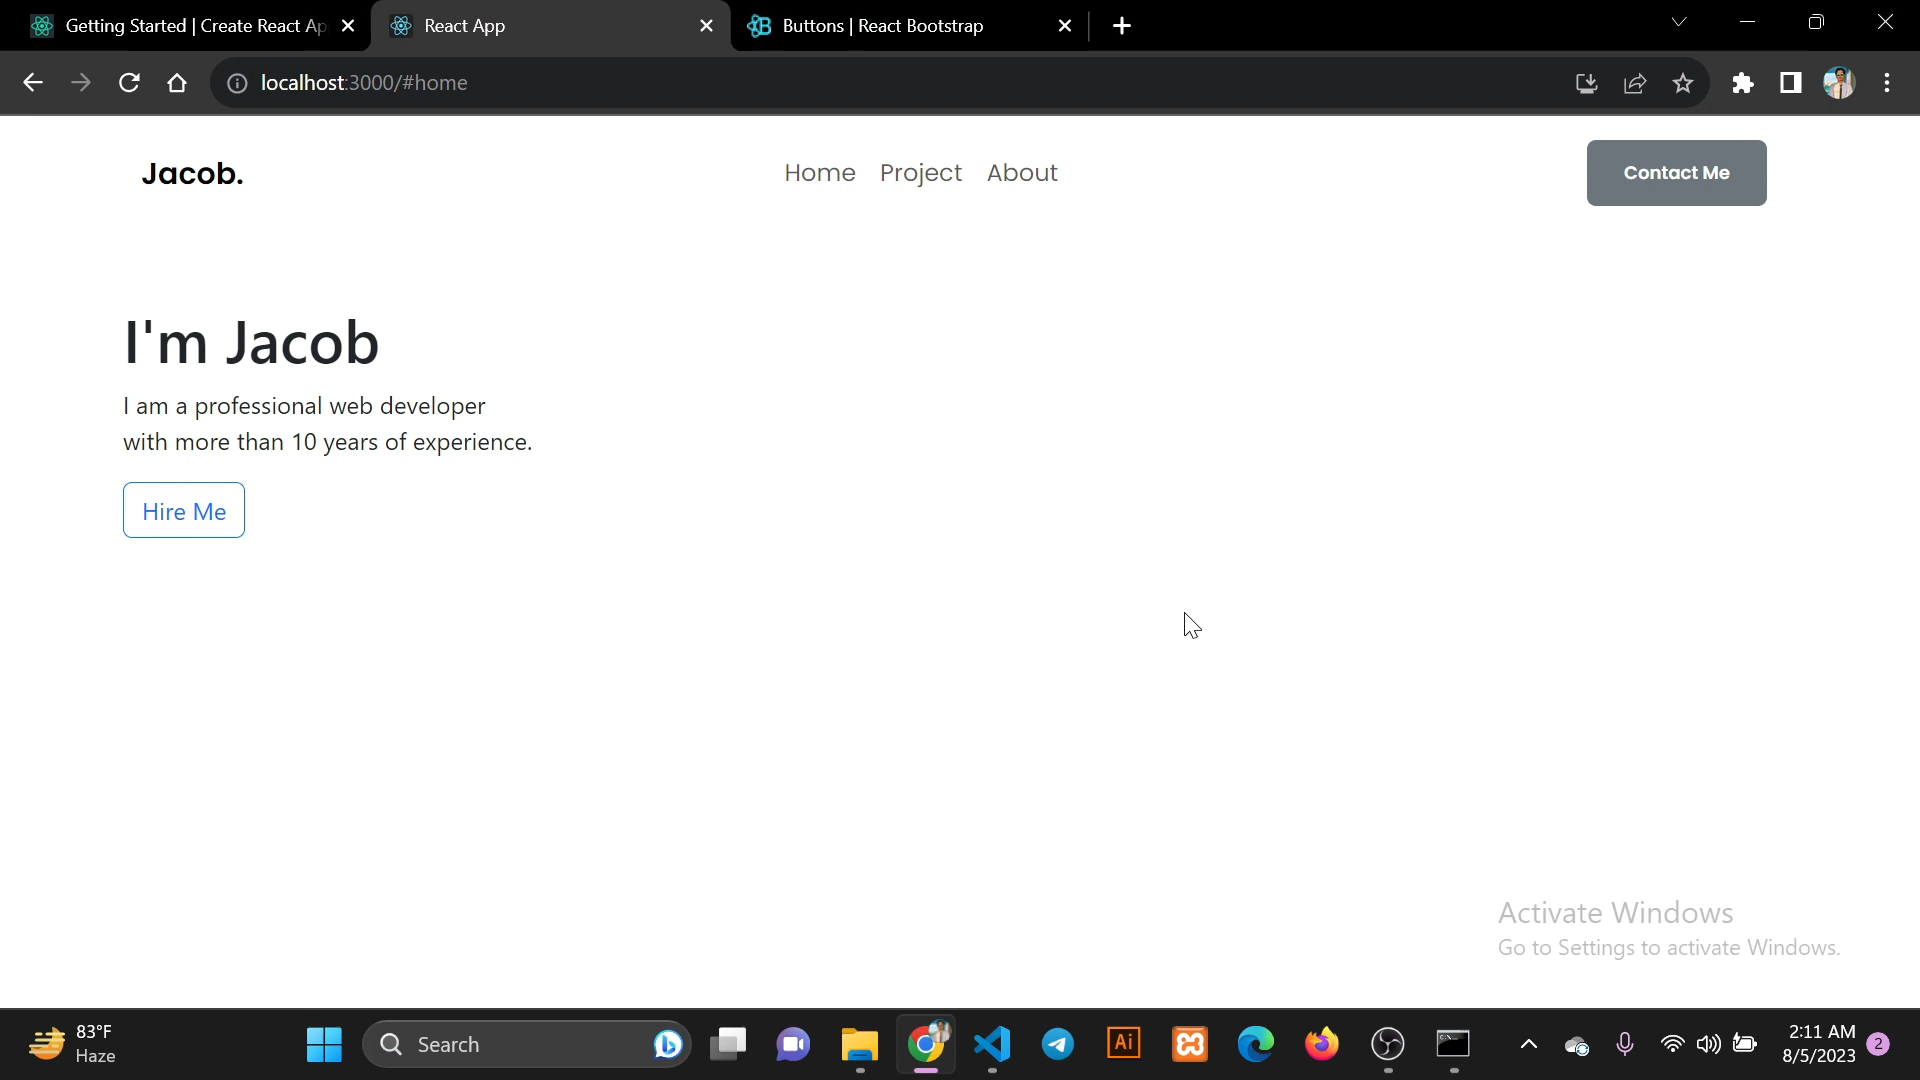 Getting Started | Create React Ap
React App
Buttons | React Bootstrap
localhost:3000/#home
Jacob.
Home Project About
Contact Me
I'm Jacob
I am a professional web developer
with more than 10 years of experience.
Hire Me
Activate Windows
Go to Settings to activate Windows.
83°F
Haze
Search
Ai
2:11 AM
8/5/2023
2